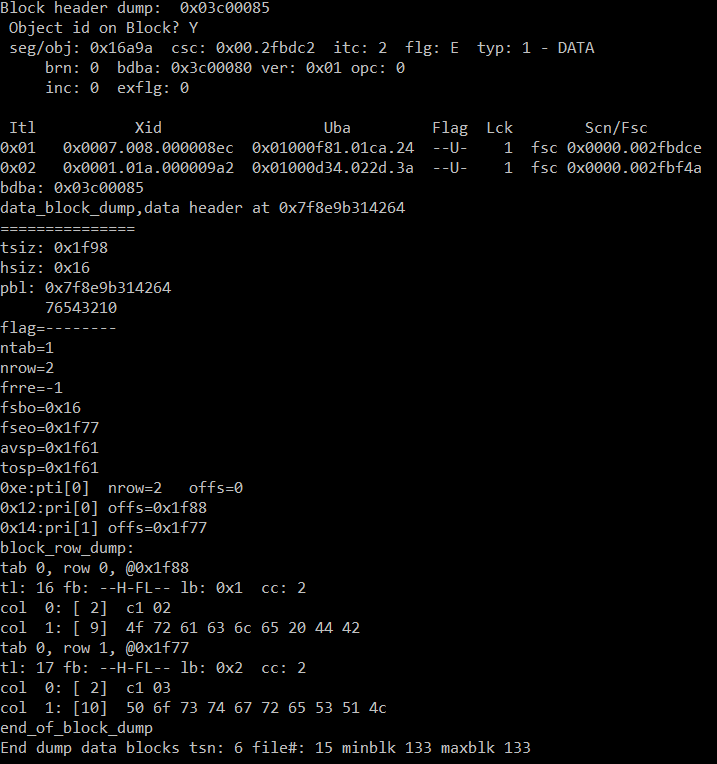 Block header dump:  0x03c00085
 Object id on Block? Y
 seg/obj: 0x16a9a  csc: 0x00.2fbdc2  itc: 2  flg: E  typ: 1 - DATA
     brn: 0  bdba: 0x3c00080 ver: 0x01 opc: 0
     inc: 0  exflg: 0

 Itl           Xid                  Uba         Flag  Lck        Scn/Fsc
0x01   0x0007.008.000008ec  0x01000f81.01ca.24  --U-    1  fsc 0x0000.002fbdce
0x02   0x0001.01a.000009a2  0x01000d34.022d.3a  --U-    1  fsc 0x0000.002fbf4a
bdba: 0x03c00085
data_block_dump,data header at 0x7f8e9b314264
===============
tsiz: 0x1f98
hsiz: 0x16
pbl: 0x7f8e9b314264
     76543210
flag=--------
ntab=1
nrow=2
frre=-1
fsbo=0x16
fseo=0x1f77
avsp=0x1f61
tosp=0x1f61
0xe:pti[0]  nrow=2   offs=0
0x12:pri[0] offs=0x1f88
0x14:pri[1] offs=0x1f77
block_row_dump:
tab 0, row 0, @0x1f88
tl: 16 fb: --H-FL-- lb: 0x1  cc: 2
col  0: [ 2]  c1 02
col  1: [ 9]  4f 72 61 63 6c 65 20 44 42
tab 0, row 1, @0x1f77
tl: 17 fb: --H-FL-- lb: 0x2  cc: 2
col  0: [ 2]  c1 03
col  1: [10]  50 6f 73 74 67 72 65 53 51 4c
end_of_block_dump
End dump data blocks tsn: 6 file#: 15 minblk 133 maxblk 133